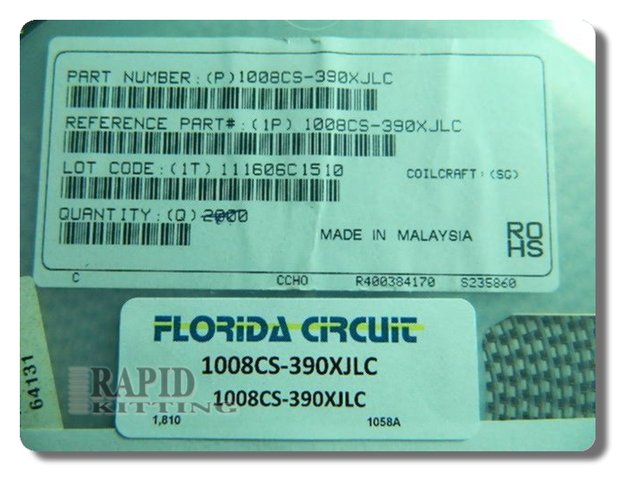 PART NUMBER:(P)1008CS-390XJLC
REFERENCE PART#:(1P) 1008CS-390XJLC
LOT CODE:(1T) 111606C1510
COILCRAFT:(SG)
QUANTITY:(Q) 2000
MADE IN MALAYSIA
RO
HS
C CCHO R400384170 S235860
FLORIDA CIRCUIT
1008CS-390XJLC
1008CS-390XJLC
1,810 1058A
64131
RAPID
KITTING